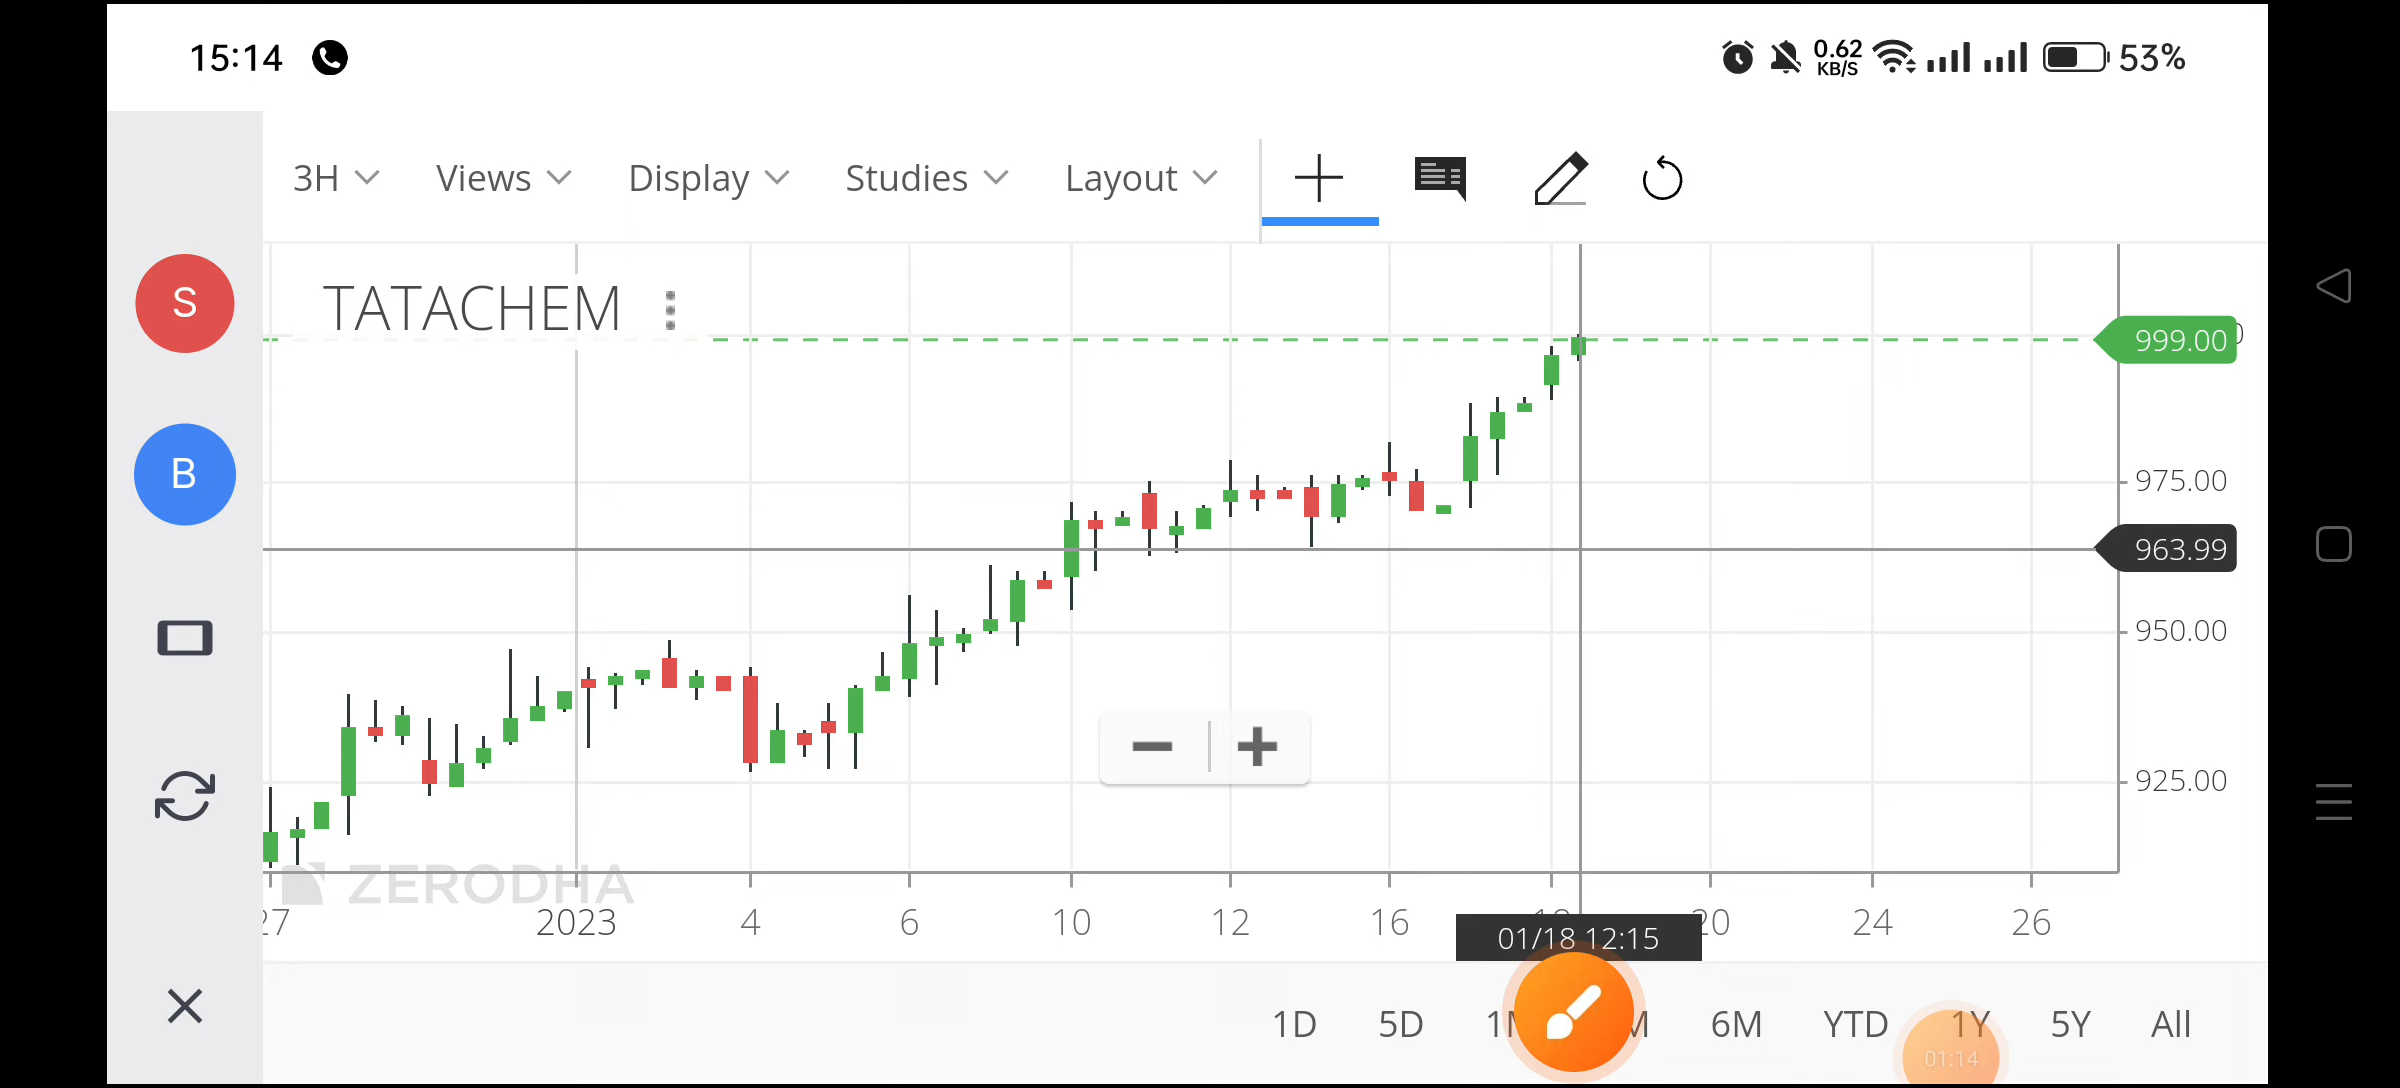 15:14
0.62
KB/S
53%
3H
Views
Display
Studies
Layout
S
TATACHEM
999.00
B
975.00
963.99
950.00
925.00
ZERODHA
27
2023
4
6
10
12
16
18
20
24
26
01/18 12:15
1D
5D
6M
YTD
1Y
5Y
All
01:14